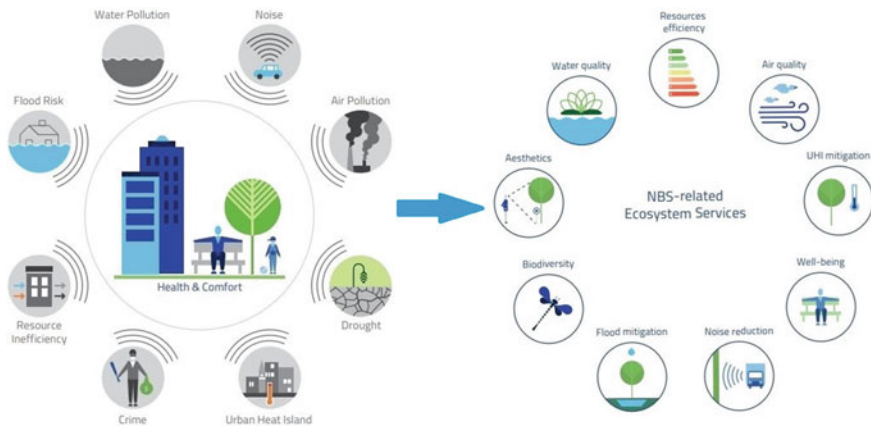 Water Pollution
Noise
Flood Risk
Air Pollution
Health & Comfort
Resource
Inefficiency
Drought
Crime
Urban Heat Island
Resources
efficiency
Water quality
Air quality
Aesthetics
UHI mitigation
NBS-related
Ecosystem Services
Biodiversity
Well-being
Flood mitigation
Noise reduction